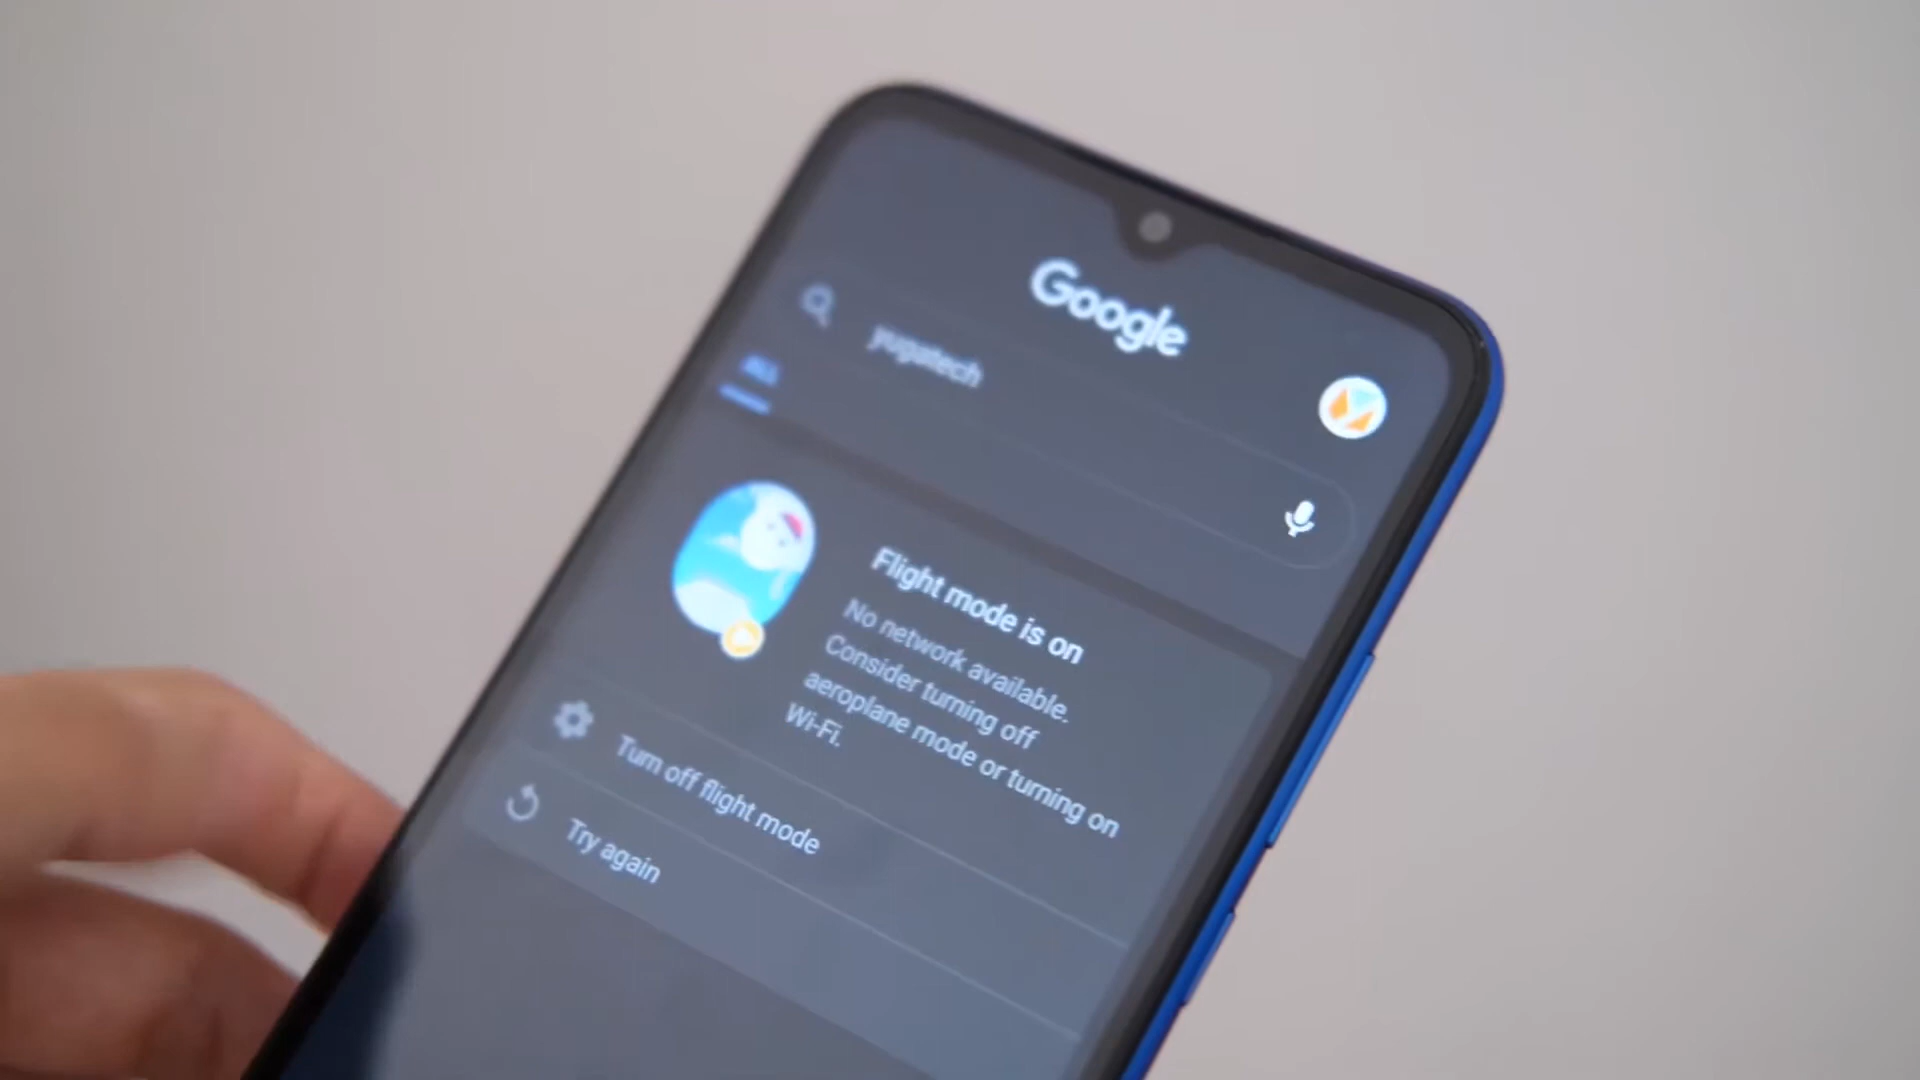 Google
yugatech
ALL
Flight mode is on
No network available.
Consider turning off
aeroplane mode or turning on
Wi-Fi.
Turn off flight mode
Try again